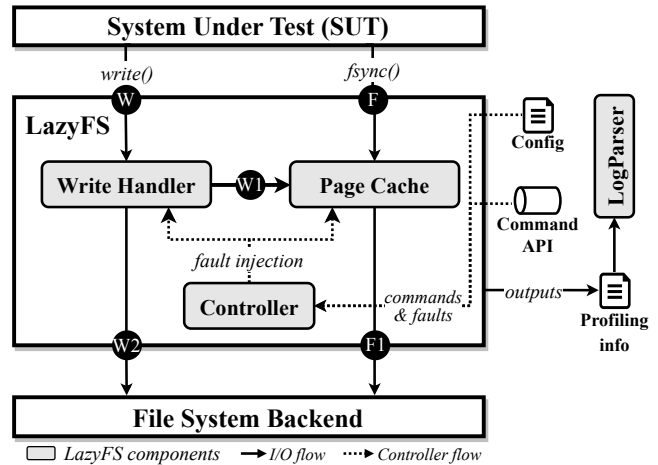 System Under Test (SUT)
write()
fsync()
W
F
LazyFS
Config
LogParser
Write Handler
W1
Page Cache
Command
API
fault injection
Controller
commands
& faults
outputs
Profiling
info
W2
F1
File System Backend
LazyFS components
I/O flow
Controller flow